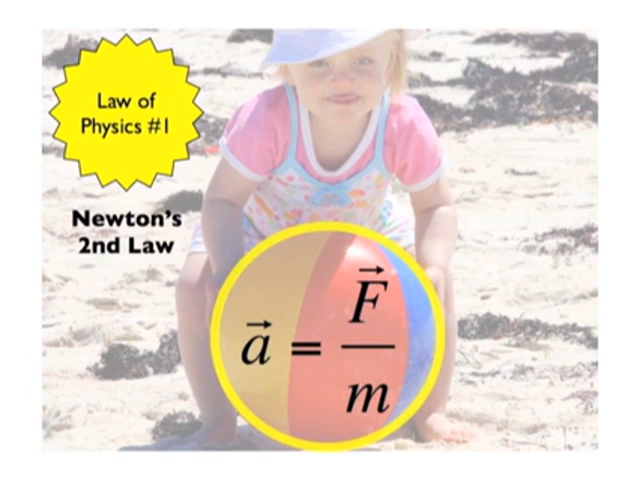 Law of
Physics #1
Newton's
2nd Law
a⃗ = F⃗ / m